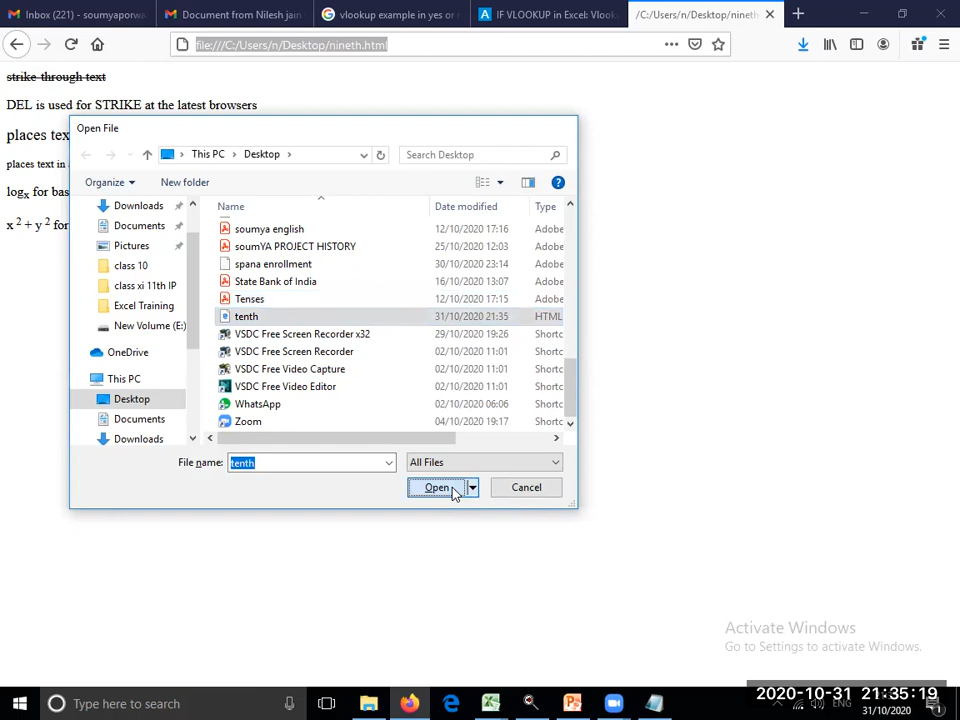 Inbox (221) - soumyaporwa
Document from Nilesh jain
vlookup example in yes or n
IF VLOOKUP in Excel: Vlooku
/C:/Users/n/Desktop/nineth.h
file:///C:/Users/n/Desktop/nineth.html
strike-through text
DEL is used for STRIKE at the latest browsers
places tex
places text in a
logx for bas
x 2 + y 2 for
Open File
This PC > Desktop >
Search Desktop
Organize
New folder
Name
Date modified
Type
Downloads
Documents
Pictures
class 10
class xi 11th IP
Excel Training
New Volume (E:)
OneDrive
This PC
Desktop
Documents
Downloads
soumya english 12/10/2020 17:16 Adobe
soumYA PROJECT HISTORY 25/10/2020 12:03 Adobe
spana enrollment 30/10/2020 23:14 Adobe
State Bank of India 16/10/2020 13:07 Adobe
Tenses 12/10/2020 17:15 Adobe
tenth 31/10/2020 21:35 HTML
VSDC Free Screen Recorder x32 29/10/2020 19:26 Shortc
VSDC Free Screen Recorder 02/10/2020 11:01 Shortc
VSDC Free Video Capture 02/10/2020 11:01 Shortc
VSDC Free Video Editor 02/10/2020 11:01 Shortc
WhatsApp 02/10/2020 06:06 Shortc
Zoom 04/10/2020 19:17 Shortc
File name: tenth
All Files
Open
Cancel
Activate Windows
Go to Settings to activate Windows.
Type here to search
ENG
2020-10-31 21:35:19
31/10/2020